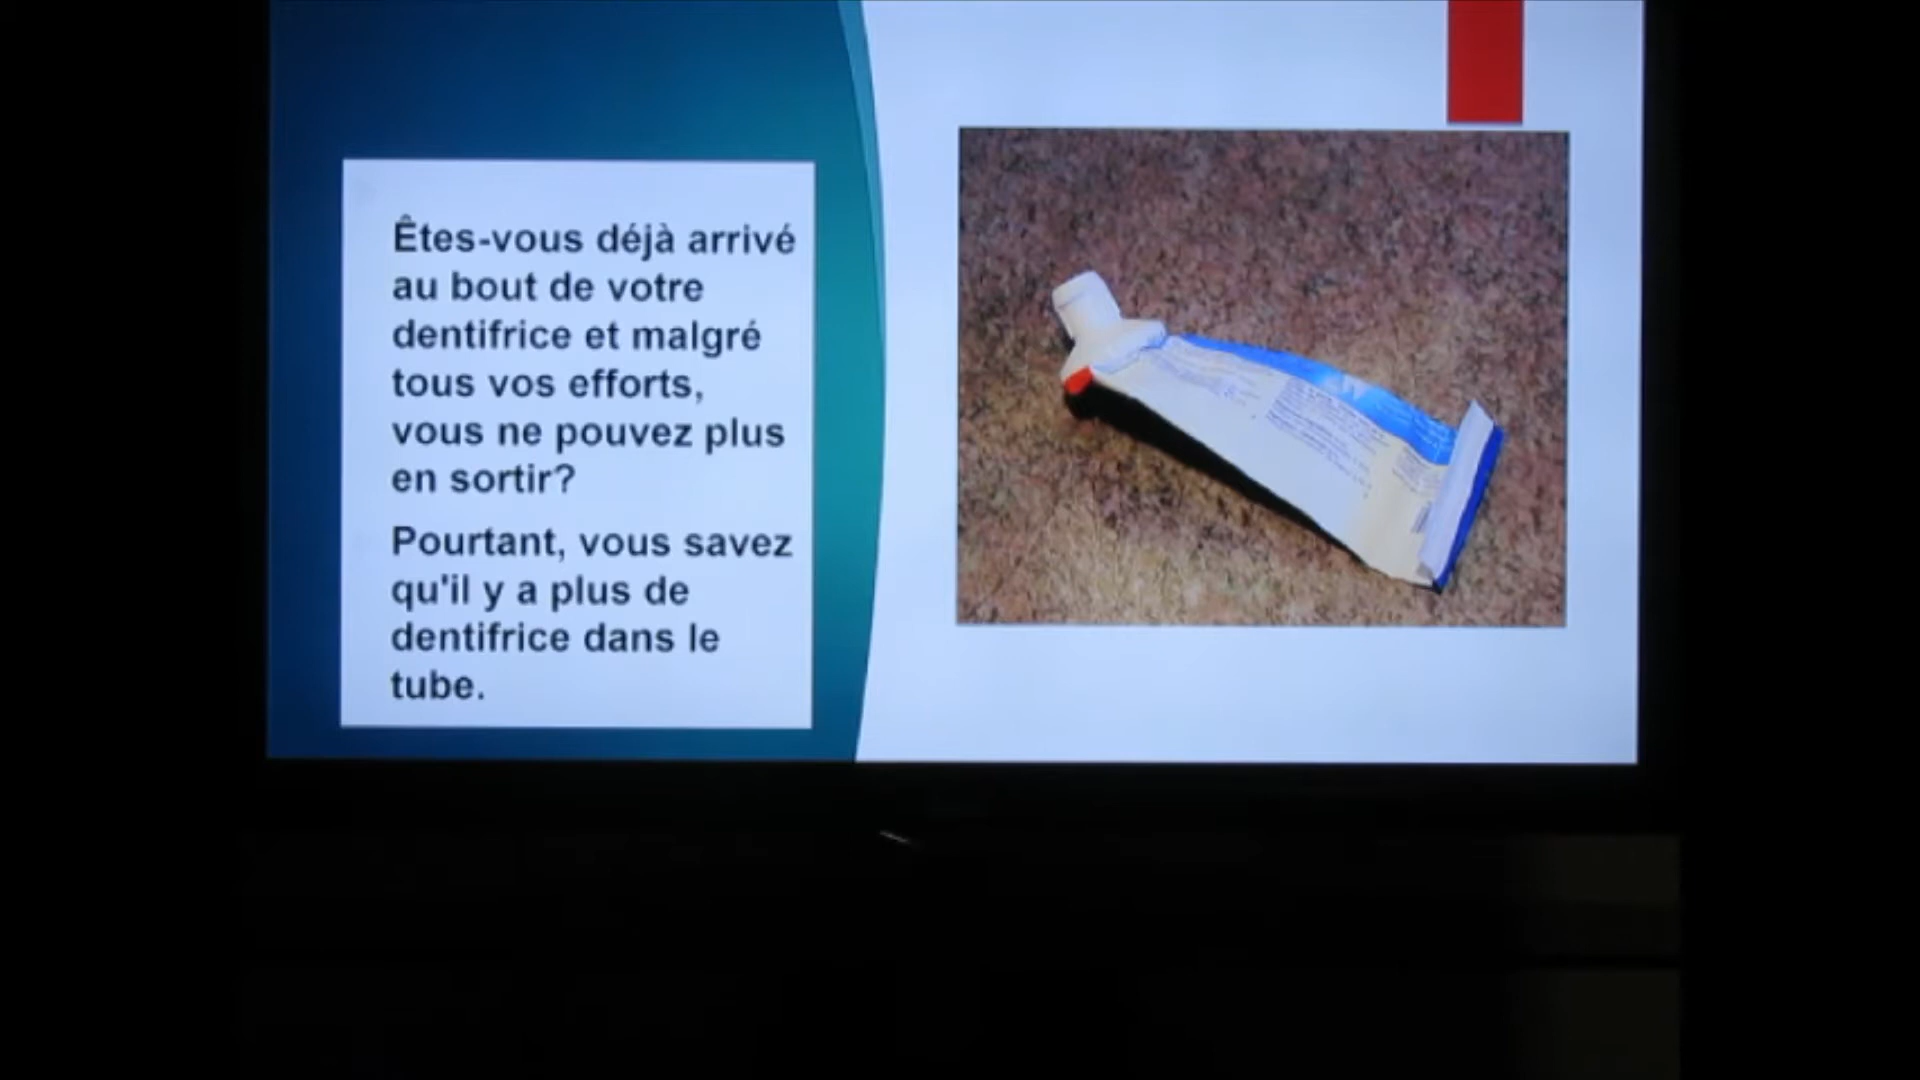 Êtes-vous déjà arrivé
au bout de votre
dentifrice et malgré
tous vos efforts,
vous ne pouvez plus
en sortir?
Pourtant, vous savez
qu'il y a plus de
dentifrice dans le
tube.